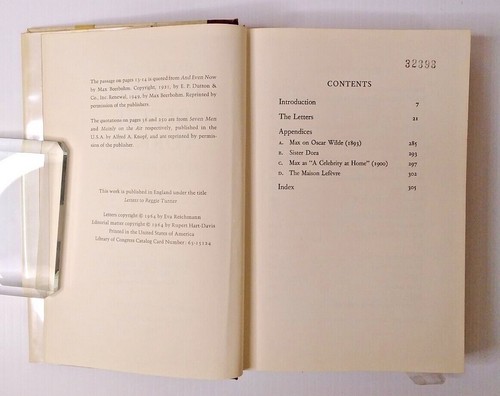 The passage on pages 13-14 is quoted from And Even Now
by Max Beerbohm. Copyright, 1921, by E. P. Dutton &
Co., Inc. Renewal, 1949, by Max Beerbohm. Reprinted by
permission of the publishers.
The quotations on pages 38 and 250 are from Seven Men
and Mainly on the Air respectively, published in the
U.S.A. by Alfred A. Knopf, and are reprinted by permis-
sion of the publisher.
This work is published in England under the title
Letters to Reggie Turner
Letters copyright © 1964 by Eva Reichmann
Editorial matter copyright © 1964 by Rupert Hart-Davis
Printed in the United States of America
Library of Congress Catalog Card Number:
32398
CONTENTS
Introduction 7
The Letters 21
Appendices
A. Max on Oscar Wilde (1893) 285
B. Sister Dora 293
C. Max as "A Celebrity at Home" (1900) 297
D. The Maison Lefèvre 302
Index 305